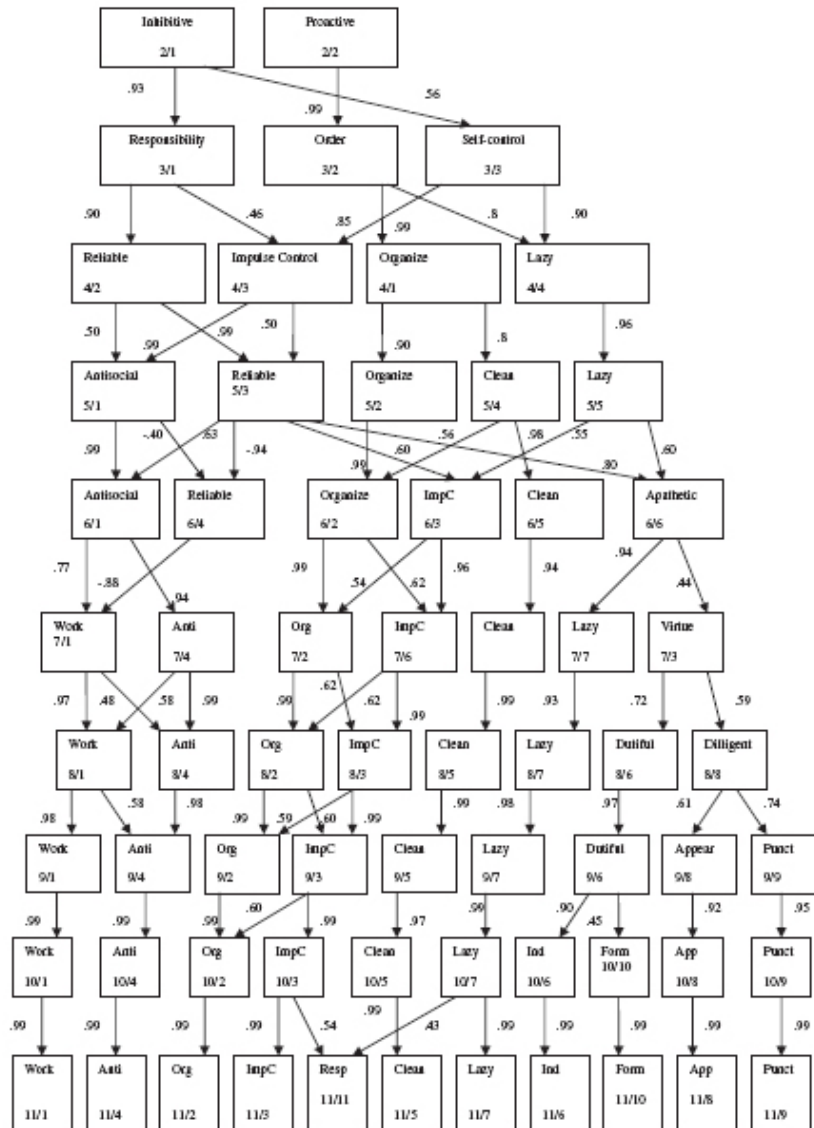 Inhibitive Proactive
2/1 2/2
.93 .99 .56
Responsibility Order Self-control
3/1 3/2 3/3
.90 .46 .85 .99 .8 .90
Reliable Impulse Control Organize Lazy
4/2 4/3 4/1 4/4
.50 .99 .99 .50 .90 .8 .96
Antisocial Reliable Organize Clean Lazy
5/1 5/3 5/2 5/4 5/5
.99 -.40 .63 -.94 .99 .60 .56 .98 .55 .80 .60
Antisocial Reliable Organize ImpC Clean Apathetic
6/1 6/4 6/2 6/3 6/5 6/6
.77 -.88 .94 .99 .54 .62 .96 .94 .94 .44
Work Anti Org ImpC Clean Lazy Virtue
7/1 7/4 7/2 7/6 7/7 7/3
.97 .48 .58 .99 .99 .62 .62 .99 .99 .93 .72 .59
Work Anti Org ImpC Clean Lazy Dutiful Dilligent
8/1 8/4 8/2 8/3 8/5 8/7 8/6 8/8
.98 .58 .98 .99 .59 .60 .99 .99 .98 .97 .61 .74
Work Anti Org ImpC Clean Lazy Dutiful Appear Punct
9/1 9/4 9/2 9/3 9/5 9/7 9/6 9/8 9/9
.99 .99 .99 .60 .99 .97 .99 .90 .45 .92 .95
Work Anti Org ImpC Clean Lazy Ind Form App Punct
10/1 10/4 10/2 10/3 10/5 10/7 10/6 10/10 10/8 10/9
.99 .99 .99 .99 .54 .99 .43 .99 .99 .99 .99 .99
Work Anti Org ImpC Resp Clean Lazy Ind Form App Punct
11/1 11/4 11/2 11/3 11/11 11/5 11/7 11/6 11/10 11/8 11/9